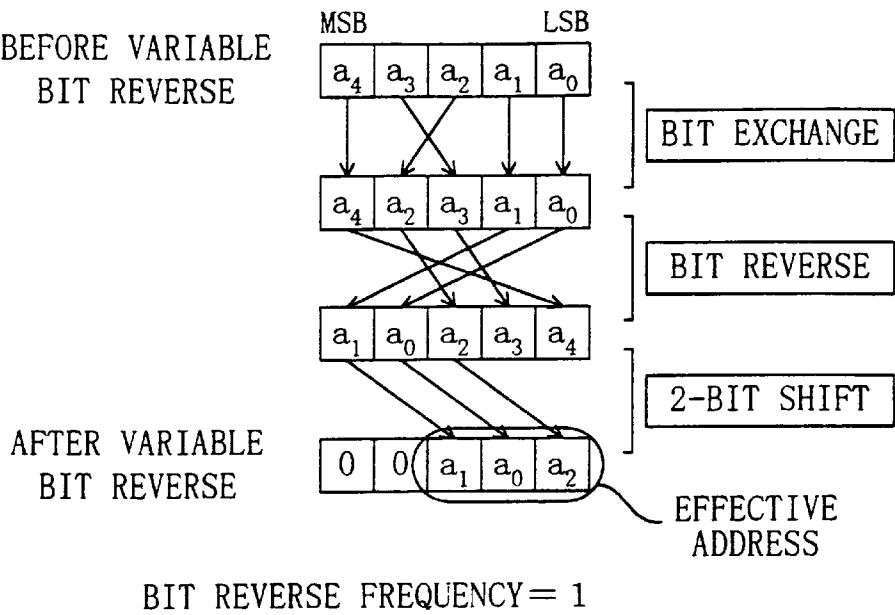 MSB LSB
BEFORE VARIABLE
BIT REVERSE
a4 a3 a2 a1 a0
BIT EXCHANGE
a4 a2 a3 a1 a0
BIT REVERSE
a1 a0 a2 a3 a4
2-BIT SHIFT
AFTER VARIABLE
BIT REVERSE
0 0 a1 a0 a2
EFFECTIVE
ADDRESS
BIT REVERSE FREQUENCY = 1